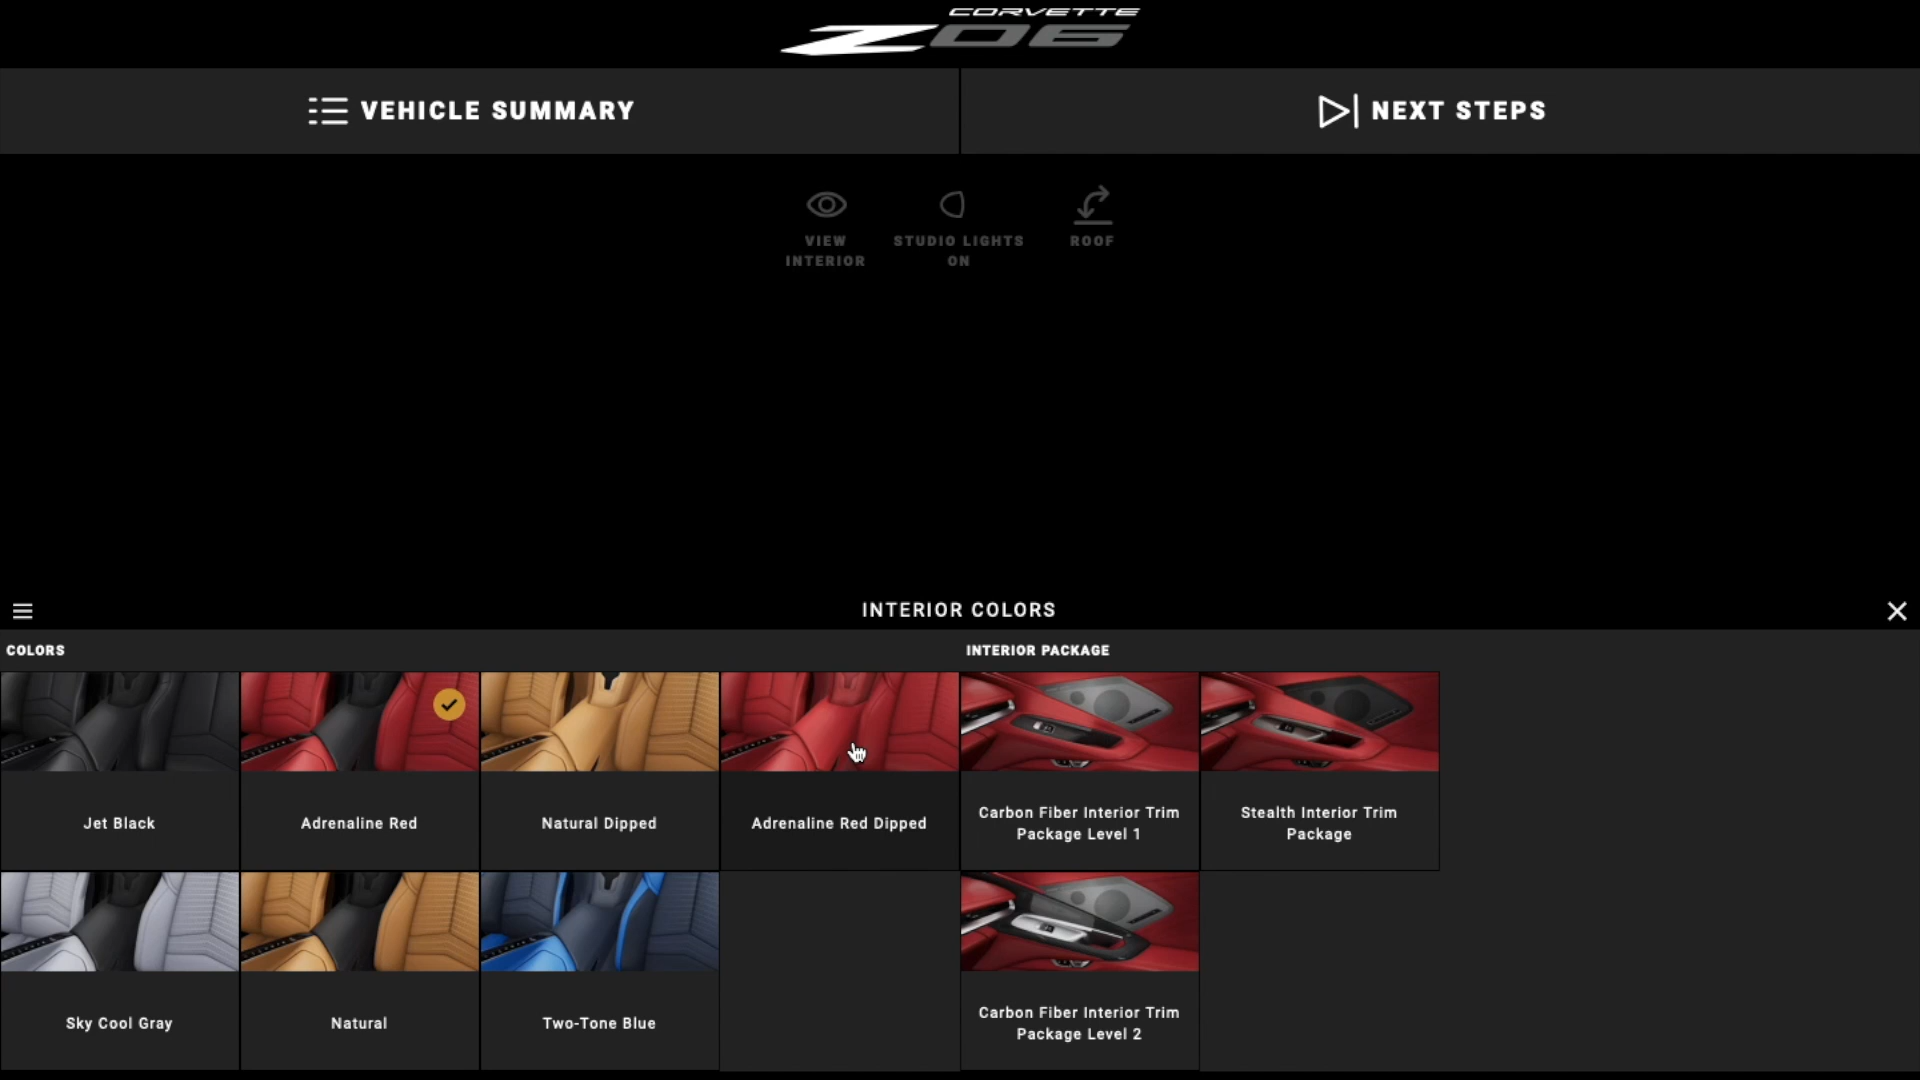 CORVETTE
Z06
VEHICLE SUMMARY
NEXT STEPS
VIEW
INTERIOR
STUDIO LIGHTS
ON
ROOF
INTERIOR COLORS
COLORS
INTERIOR PACKAGE
Jet Black
Adrenaline Red
Natural Dipped
Adrenaline Red Dipped
Carbon Fiber Interior Trim
Package Level 1
Stealth Interior Trim
Package
Sky Cool Gray
Natural
Two-Tone Blue
Carbon Fiber Interior Trim
Package Level 2